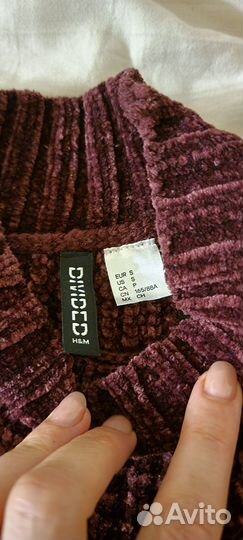 DIVIDED
H&M
EUR S
US S
CA P
CN 165/88A
MX CH
Avito